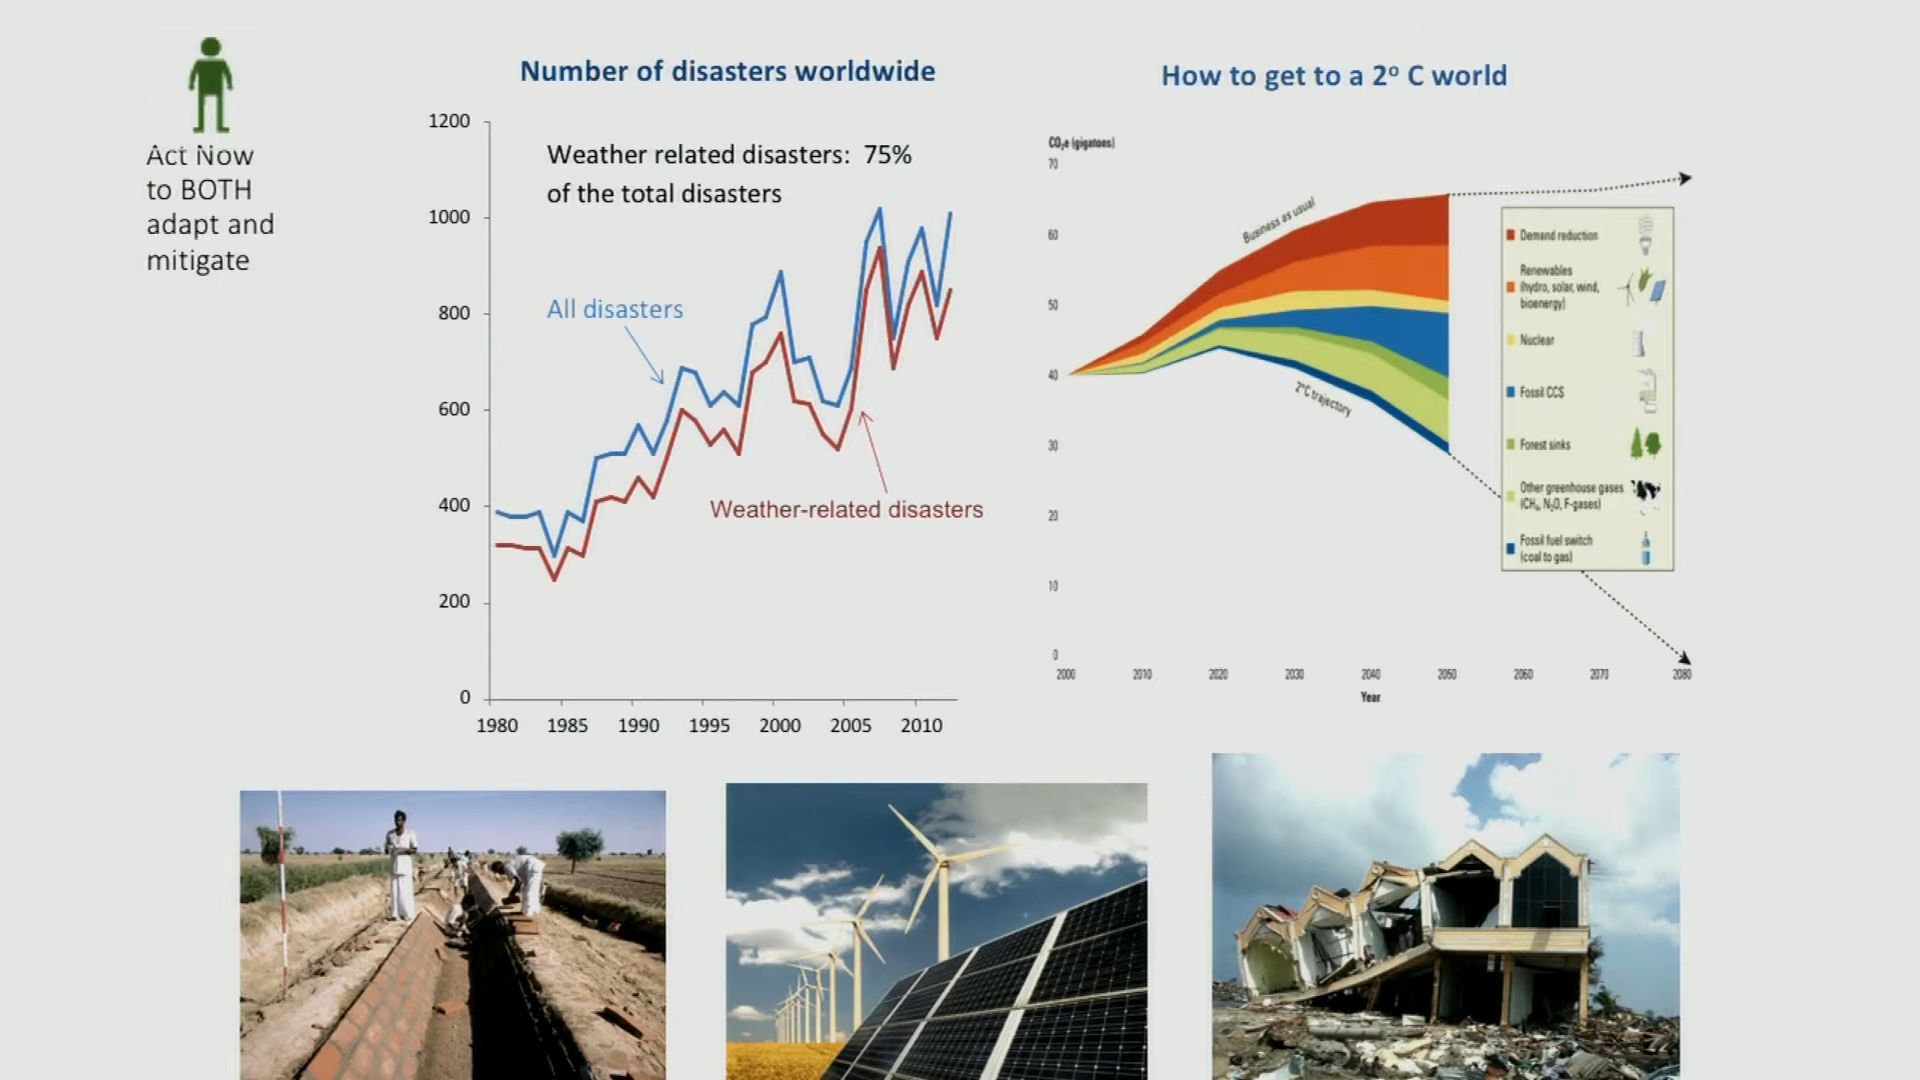 Act Now
to BOTH
adapt and
mitigate
Number of disasters worldwide
1200
1000
800
600
400
200
0
Weather related disasters: 75%
of the total disasters
All disasters
Weather-related disasters
1980 1985 1990 1995 2000 2005 2010
How to get to a 2º C world
CO₂e (gigatons)
70
60
50
40
30
20
10
0
Business as usual
2°C trajectory
Demand reduction
Renewables
(hydro, solar, wind,
bioenergy)
Nuclear
Fossil CCS
Forest sinks
Other greenhouse gases
(CH₄, N₂O, F-gases)
Fossil fuel switch
(coal to gas)
2000 2010 2020 2030 2040 2050 2060 2070 2080
Year